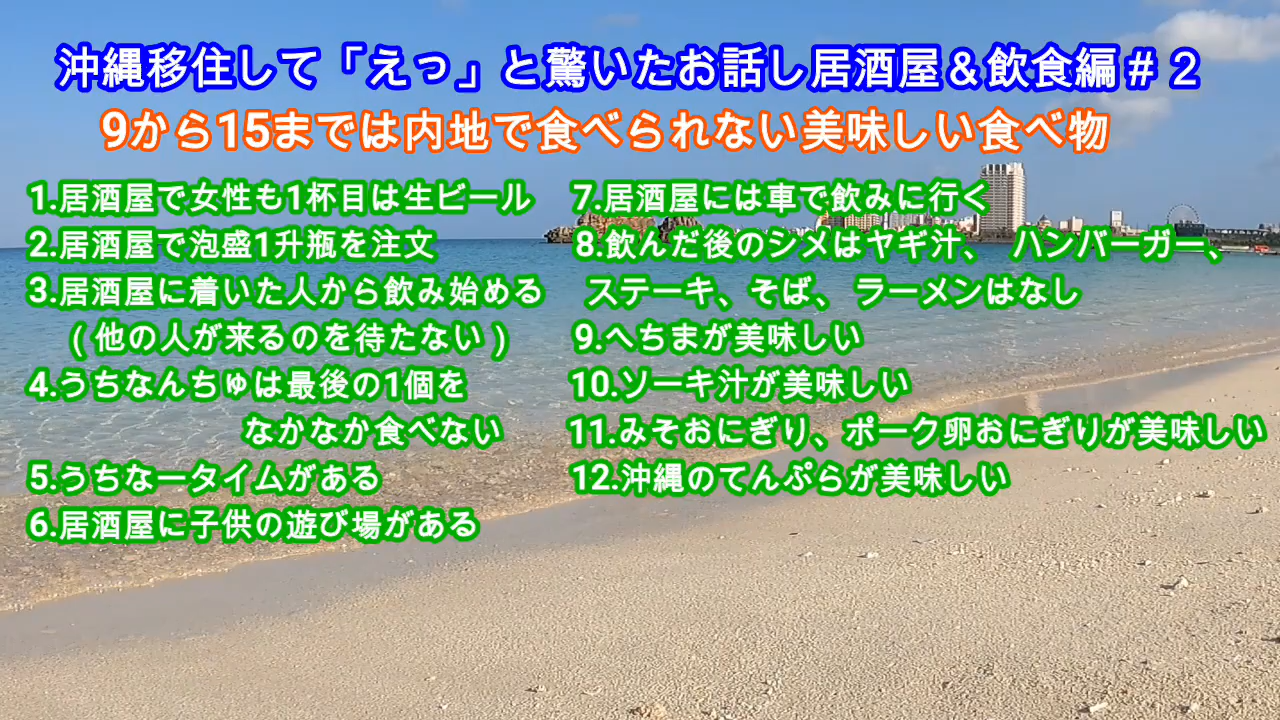 沖縄移住して「えっ」と驚いたお話し居酒屋＆飲食編＃２
9から15までは内地で食べられない美味しい食べ物
1.居酒屋で女性も1杯目は生ビール
2.居酒屋で泡盛1升瓶を注文
3.居酒屋に着いた人から飲み始める
(他の人が来るのを待たない)
4.うちなんちゅは最後の1個を
なかなか食べない
5.うちなータイムがある
6.居酒屋に子供の遊び場がある
7.居酒屋には車で飲みに行く
8.飲んだ後のシメはヤギ汁、 ハンバーガー、
ステーキ、そば、ラーメンはなし
9.へちまが美味しい
10.ソーキ汁が美味しい
11.みそおにぎり、ポーク卵おにぎりが美味しい
12.沖縄のてんぷらが美味しい